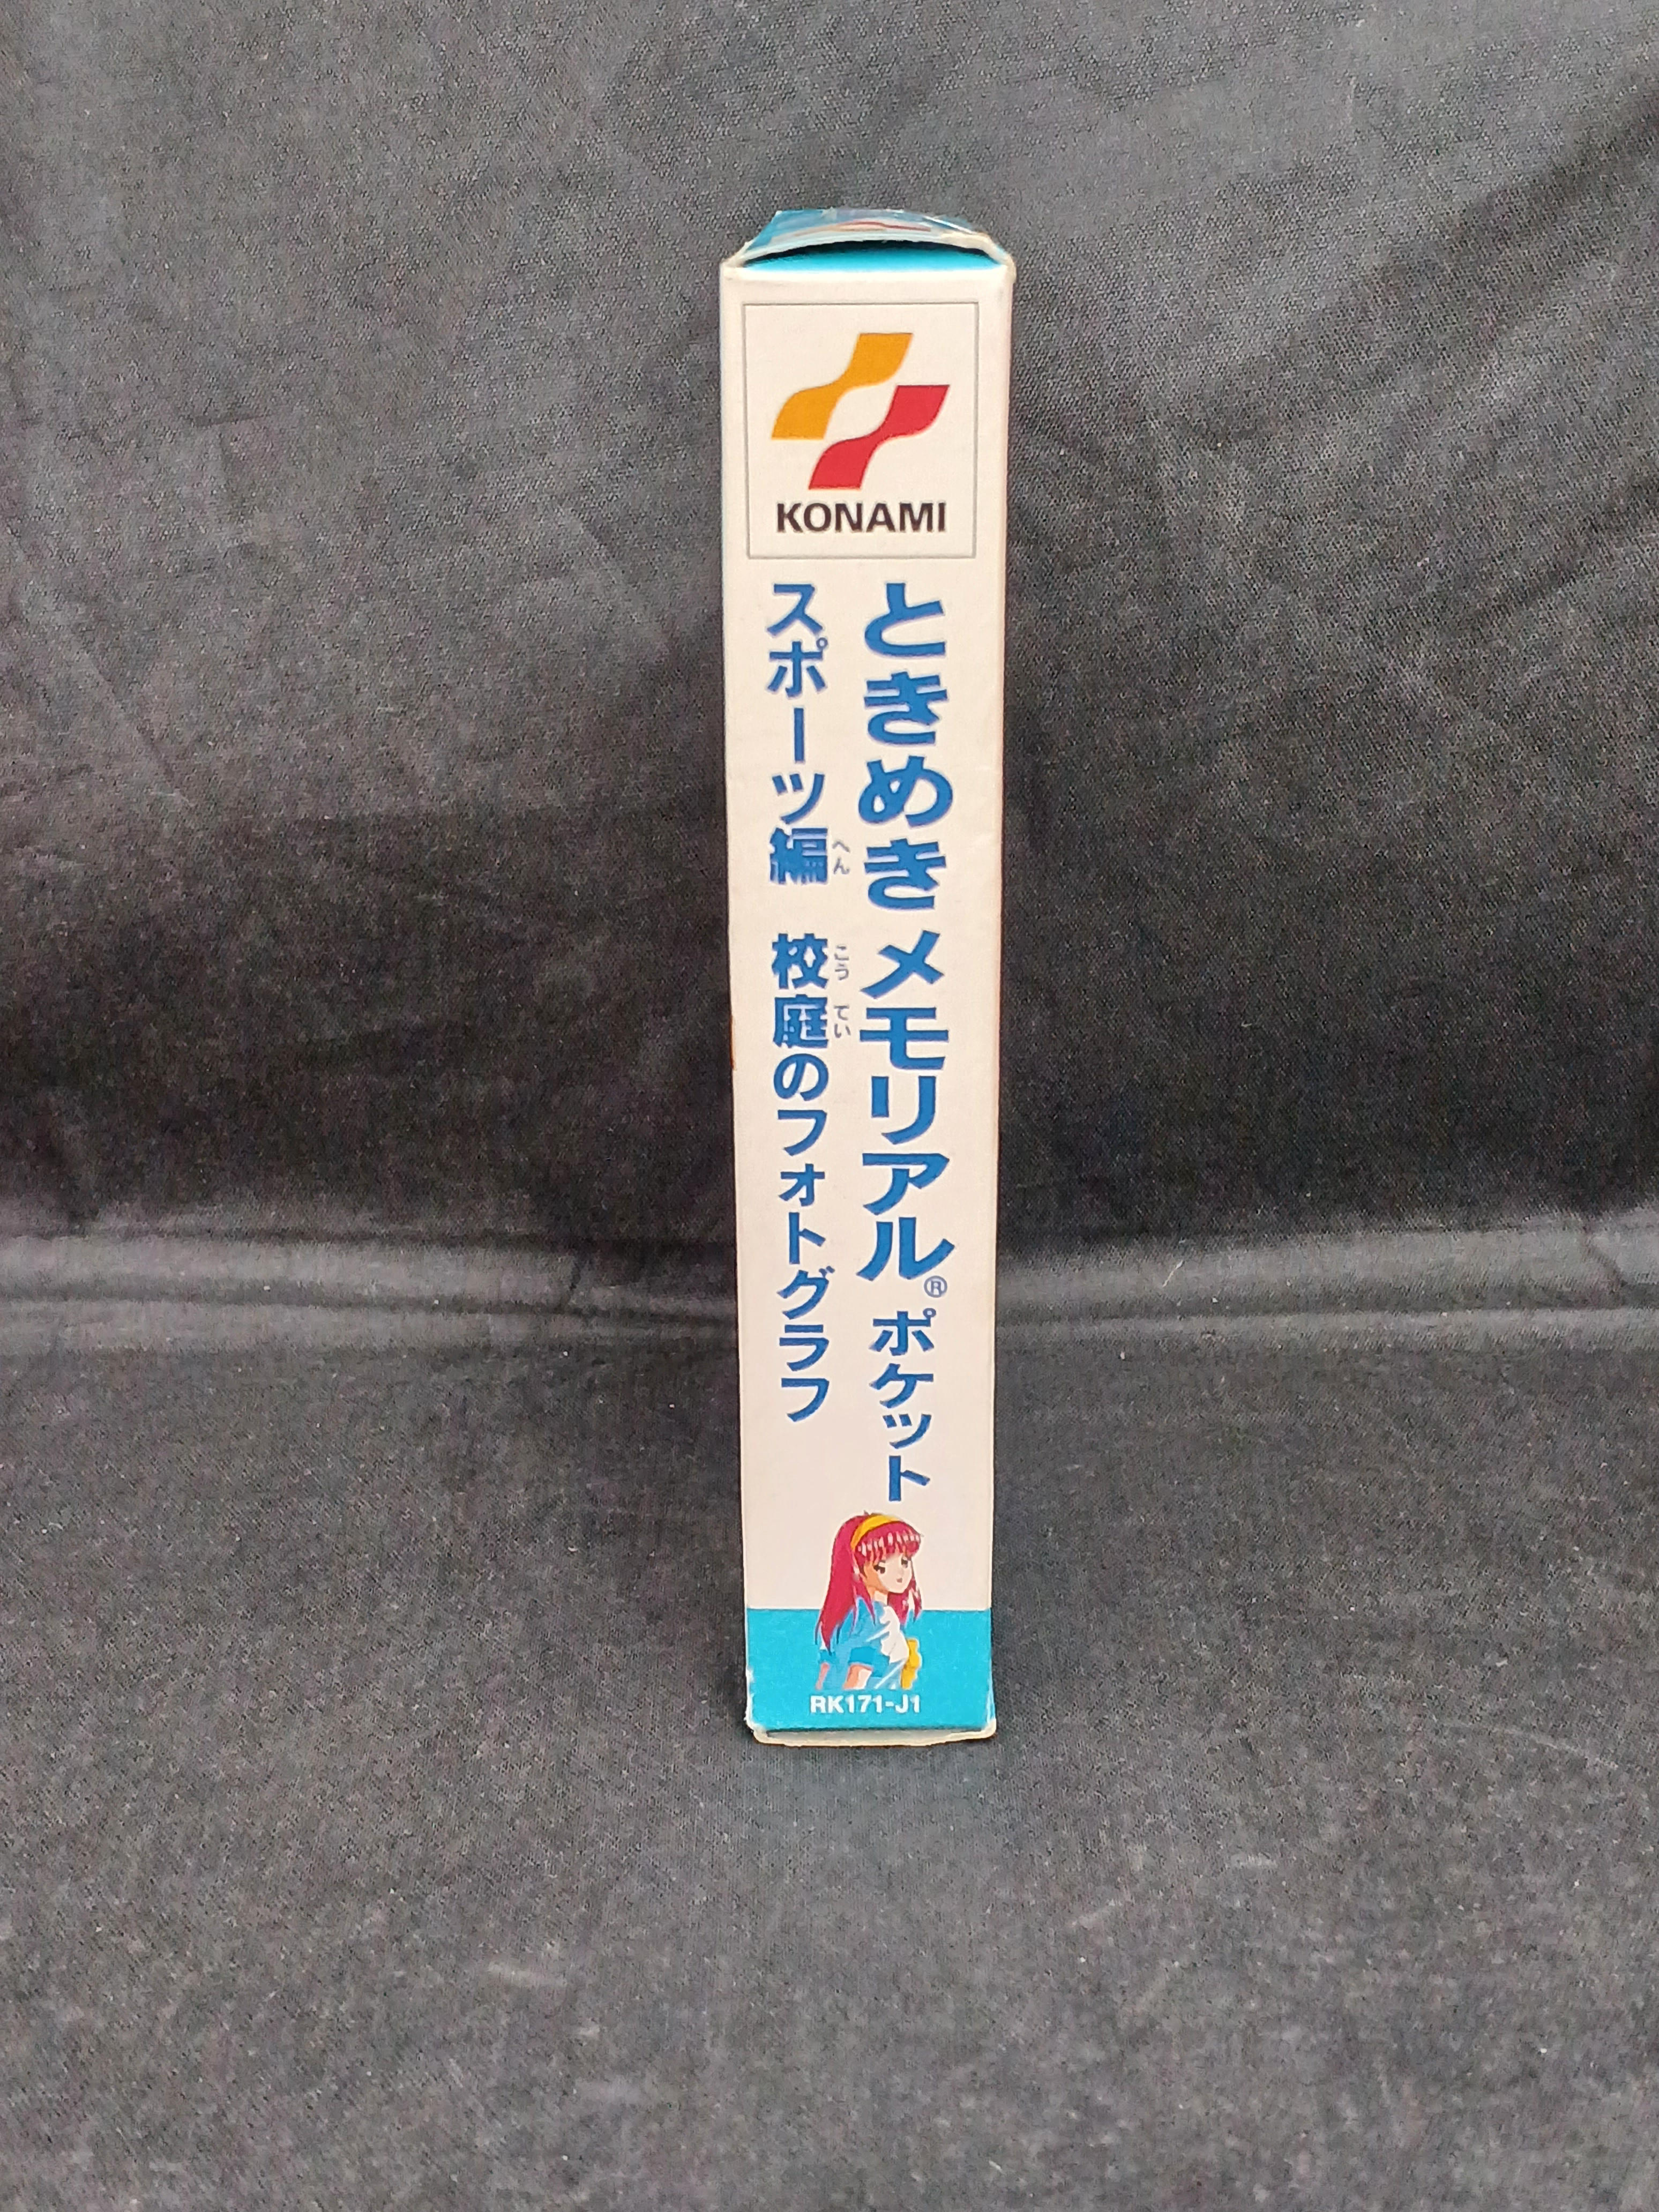 KONAMI
ときめきメモリアル® ポケット
スポーツ編 校庭のフォトグラフ
へん
こうてい
RK171-J1